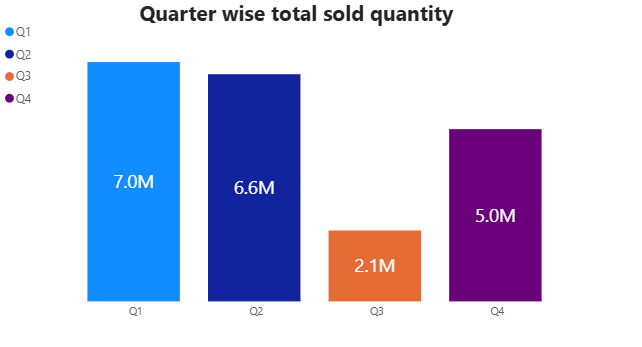 Quarter wise total sold quantity
Q1
Q2
Q3
Q4
7.0M
6.6M
2.1M
5.0M
Q1 Q2 Q3 Q4